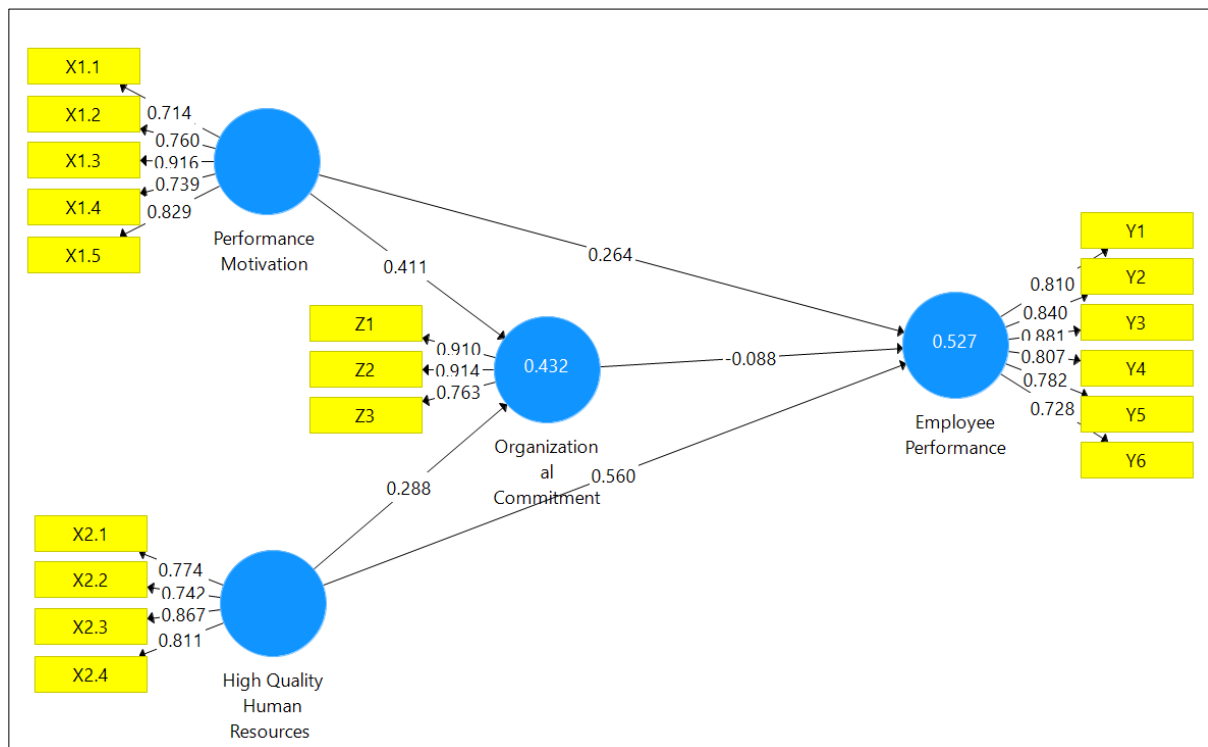 X1.1
0.714
X1.2
0.760
X1.3
0.916
X1.4
0.739
X1.5
0.829
Performance
Motivation
0.411
0.264
Z1
0.910
Z2
0.914
Z3
0.763
0.432
Organization
al
Commitment
-0.088
0.288
0.560
X2.1
0.774
X2.2
0.742
X2.3
0.867
X2.4
0.811
High Quality
Human
Resources
0.527
Employee
Performance
Y1
0.810
Y2
0.840
Y3
0.881
Y4
0.807
Y5
0.782
Y6
0.728